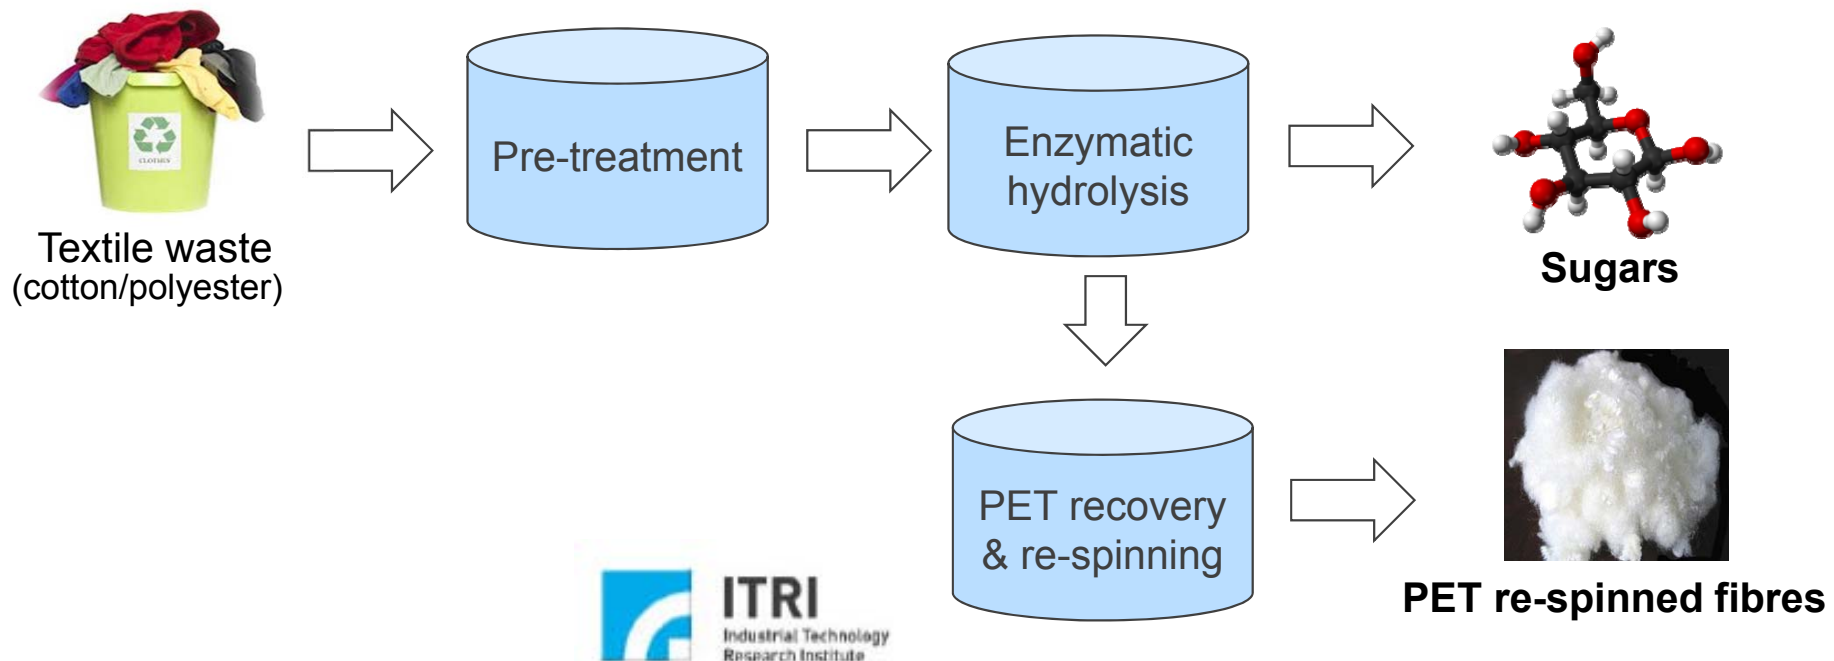 CLOTHES
Textile waste
(cotton/polyester)
Pre-treatment
Enzymatic
hydrolysis
Sugars
PET recovery
& re-spinning
PET re-spinned fibres
ITRI
Industrial Technology
Research Institute